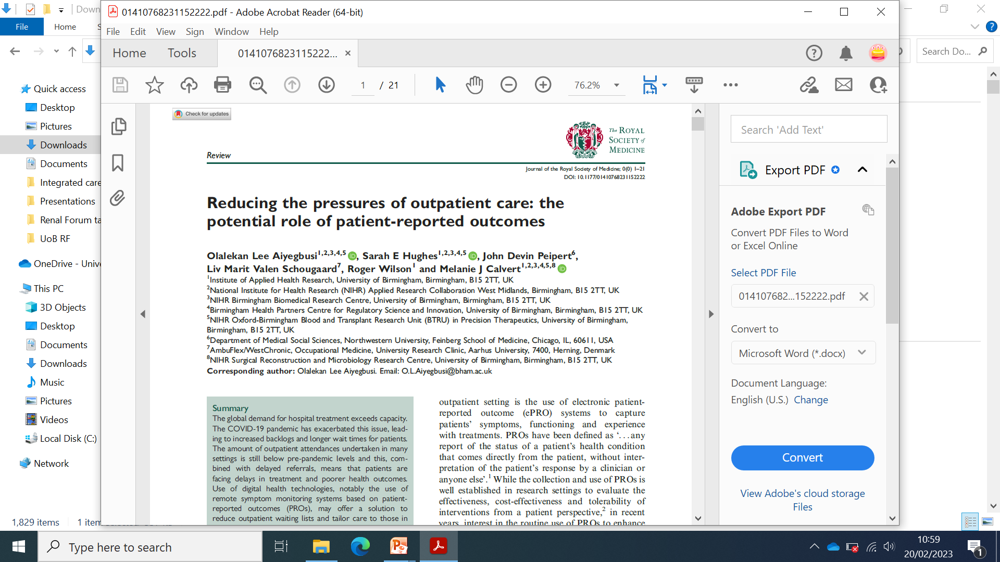 Down
01410768231152222.pdf - Adobe Acrobat Reader (64-bit)
File
Home
S
File Edit View Sign Window Help
Home Tools 0141076823115222...
Search Do...
1 / 21
76.2%
Quick access
Desktop
Pictures
Downloads
Documents
Integrated care
Presentations
Renal Forum ta
UoB RF
OneDrive - Unive
This PC
3D Objects
Desktop
Documents
Downloads
Music
Pictures
Videos
Local Disk (C:)
Network
1,829 items
Check for updates
The ROYAL
SOCIETY of
MEDICINE
Review
Journal of the Royal Society of Medicine; 0(0) 1–21
DOI: 10.1177/01410768231152222
Reducing the pressures of outpatient care: the
potential role of patient-reported outcomes
Olalekan Lee Aiyegbusi1,2,3,4,5 iD, Sarah E Hughes1,2,3,4,5 iD, John Devin Peipert6,
Liv Marit Valen Schougaard7, Roger Wilson1 and Melanie J Calvert1,2,3,4,5,8 iD
1Institute of Applied Health Research, University of Birmingham, Birmingham, B15 2TT, UK
2National Institute for Health Research (NIHR) Applied Research Collaboration West Midlands, Birmingham, B15 2TT, UK
3NIHR Birmingham Biomedical Research Centre, University of Birmingham, Birmingham, B15 2TT, UK
4Birmingham Health Partners Centre for Regulatory Science and Innovation, University of Birmingham, Birmingham, B15 2TT, UK
5NIHR Oxford-Birmingham Blood and Transplant Research Unit (BTRU) in Precision Therapeutics, University of Birmingham,
Birmingham, B15 2TT, UK
6Department of Medical Social Sciences, Northwestern University, Feinberg School of Medicine, Chicago, IL, 60611, USA
7AmbuFlex/WestChronic, Occupational Medicine, University Research Clinic, Aarhus University, 7400, Herning, Denmark
8NIHR Surgical Reconstruction and Microbiology Research Centre, University of Birmingham, Birmingham, B15 2TT, UK
Corresponding author: Olalekan Lee Aiyegbusi. Email: O.L.Aiyegbusi@bham.ac.uk
Summary
The global demand for hospital treatment exceeds capacity.
The COVID-19 pandemic has exacerbated this issue, lead-
ing to increased backlogs and longer wait times for patients.
The amount of outpatient attendances undertaken in many
settings is still below pre-pandemic levels and this, com-
bined with delayed referrals, means that patients are
facing delays in treatment and poorer health outcomes.
Use of digital health technologies, notably the use of
remote symptom monitoring systems based on patient-
reported outcomes (PROs), may offer a solution to
reduce outpatient waiting lists and tailor care to those in
outpatient setting is the use of electronic patient-
reported outcome (ePRO) systems to capture
patients' symptoms, functioning and experience
with treatments. PROs have been defined as '...any
report of the status of a patient's health condition
that comes directly from the patient, without inter-
pretation of the patient's response by a clinician or
anyone else'.1 While the collection and use of PROs is
well established in research settings to evaluate the
effectiveness, cost-effectiveness and tolerability of
interventions from a patient perspective,2 in recent
years, interest in the routine use of PROs to enhance
Search 'Add Text'
Export PDF
Adobe Export PDF
Convert PDF Files to Word
or Excel Online
Select PDF File
014107682...152222.pdf
Convert to
Microsoft Word (*.docx)
Document Language:
English (U.S.) Change
Convert
View Adobe's cloud storage
Files
Type here to search
10:59
20/02/2023
1